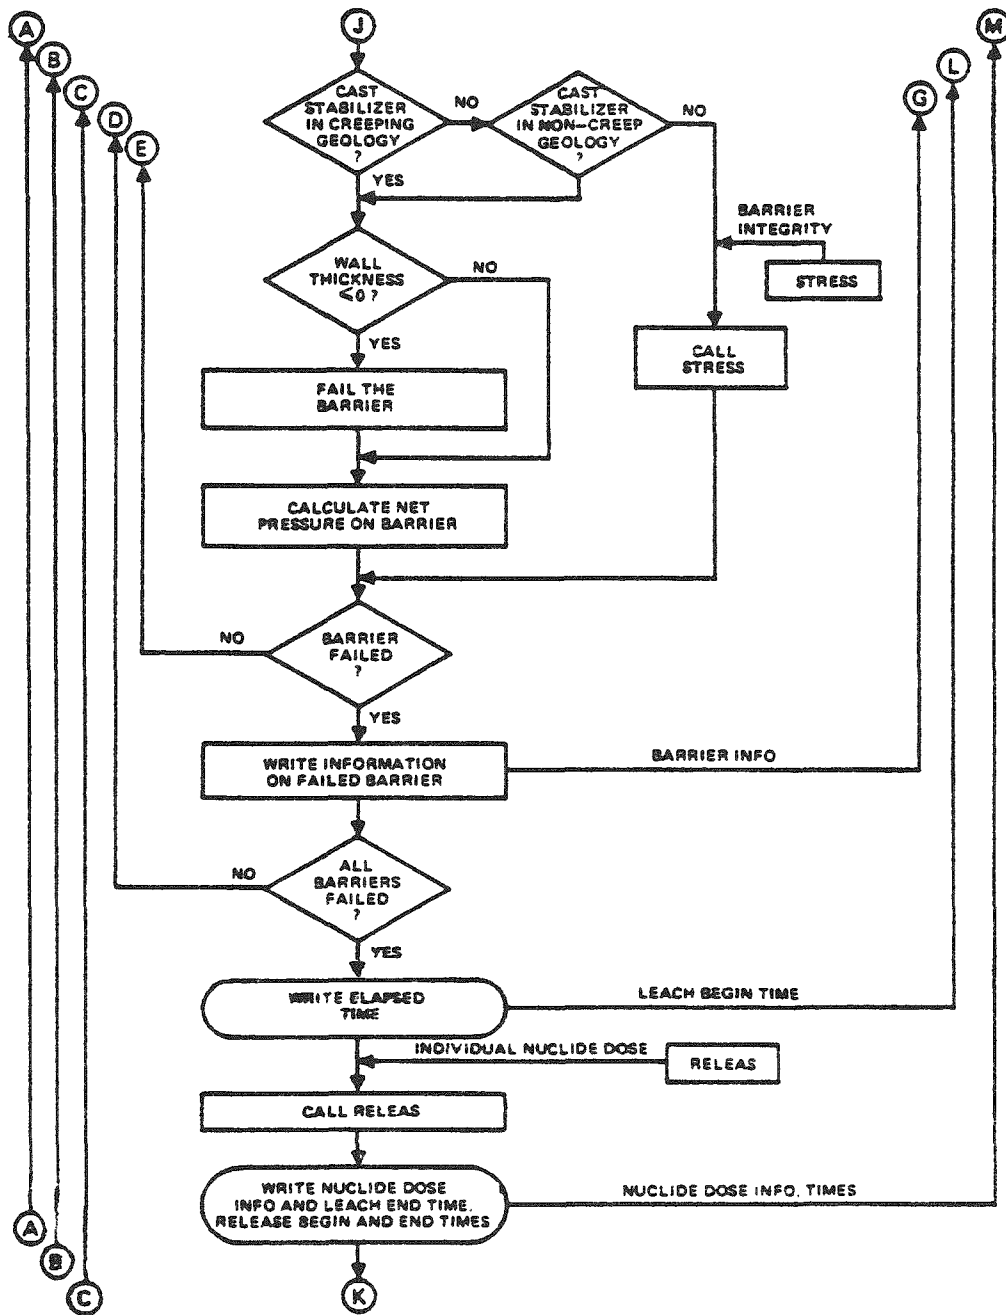 A
J
M
B
L
C
G
D
E
CAST
STABILIZER
IN CREEPING
GEOLOGY
?
NO
CAST
STABILIZER
IN NON-CREEP
GEOLOGY
?
NO
YES
BARRIER
INTEGRITY
STRESS
WALL
THICKNESS
≤0 ?
NO
YES
CALL
STRESS
FAIL THE
BARRIER
CALCULATE NET
PRESSURE ON BARRIER
BARRIER
FAILED
?
NO
YES
WRITE INFORMATION
ON FAILED BARRIER
BARRIER INFO
ALL
BARRIERS
FAILED
?
NO
YES
WRITE ELAPSED
TIME
LEACH BEGIN TIME
INDIVIDUAL NUCLIDE DOSE
RELEAS
CALL RELEAS
WRITE NUCLIDE DOSE
INFO AND LEACH END TIME,
RELEASE BEGIN AND END TIMES
NUCLIDE DOSE INFO, TIMES
A
B
C
K